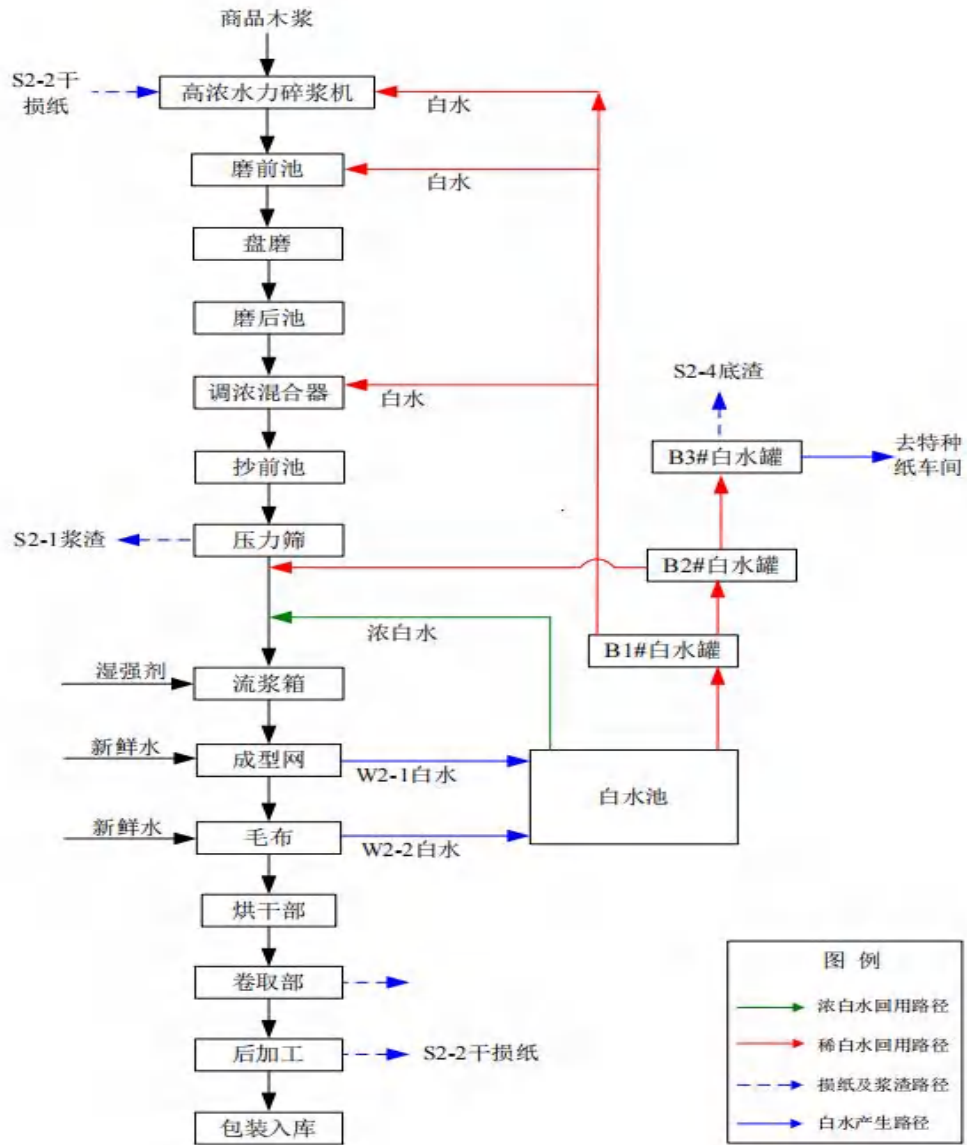 商品木浆
S2-2干
损纸
高浓水力碎浆机
白水
磨前池
白水
盘磨
磨后池
S2-4底渣
调浓混合器
白水
B3#白水罐
去特种
纸车间
抄前池
S2-1浆渣
压力筛
B2#白水罐
浓白水
B1#白水罐
湿强剂
流浆箱
新鲜水
成型网
W2-1白水
白水池
新鲜水
毛布
W2-2白水
烘干部
卷取部
后加工
S2-2干损纸
包装入库
图 例
浓白水回用路径
稀白水回用路径
损纸及浆渣路径
白水产生路径